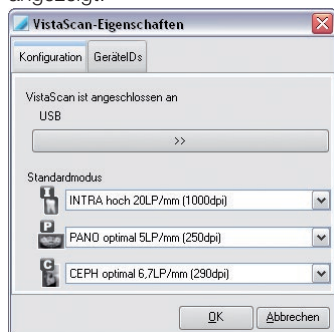 angezeigt.
VistaScan-Eigenschaften
Konfiguration GeräteIDs
VistaScan ist angeschlossen an
USB
>>
Standardmodus
I INTRA hoch 20LP/mm (1000dpi)
P PANO optimal 5LP/mm (250dpi)
C CEPH optimal 6,7LP/mm (290dpi)
OK Abbrechen